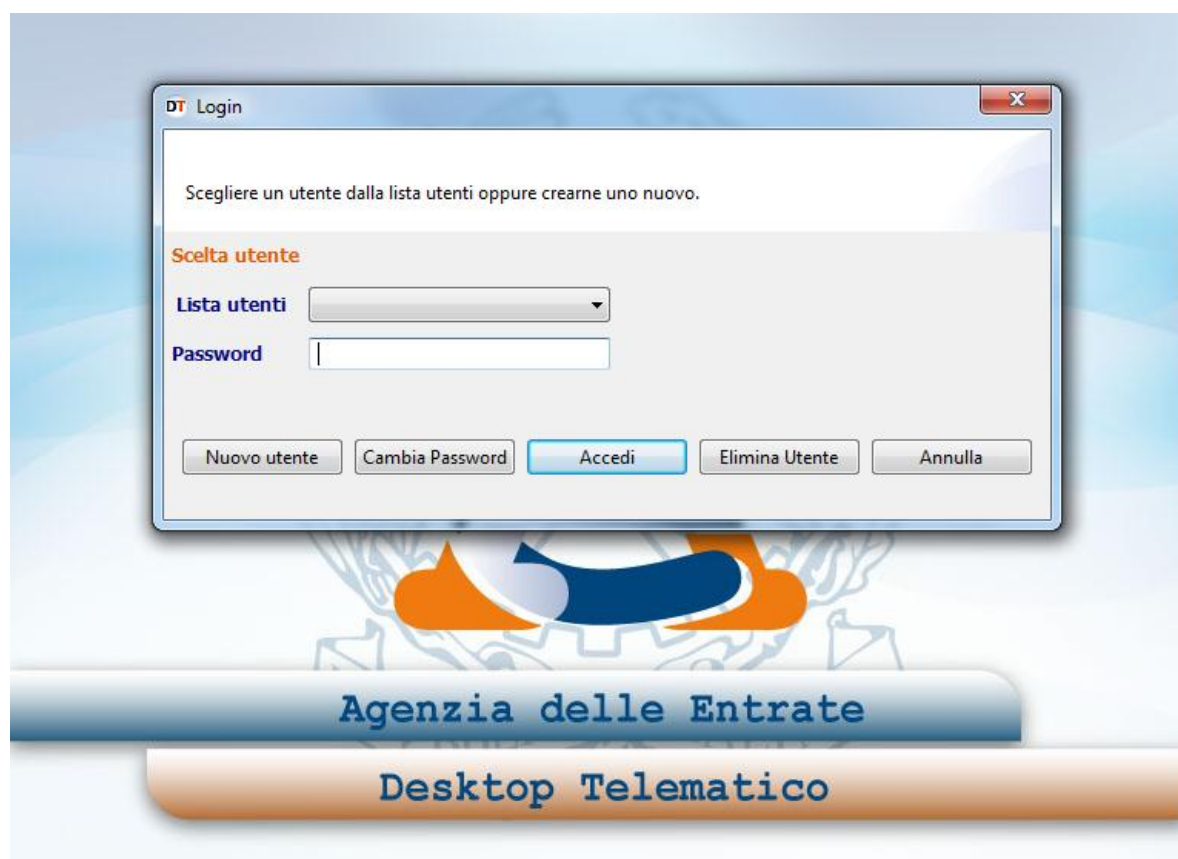 DT Login
Scegliere un utente dalla lista utenti oppure crearne uno nuovo.
Scelta utente
Lista utenti
Password
Nuovo utente Cambia Password Accedi Elimina Utente Annulla
Agenzia delle Entrate
Desktop Telematico